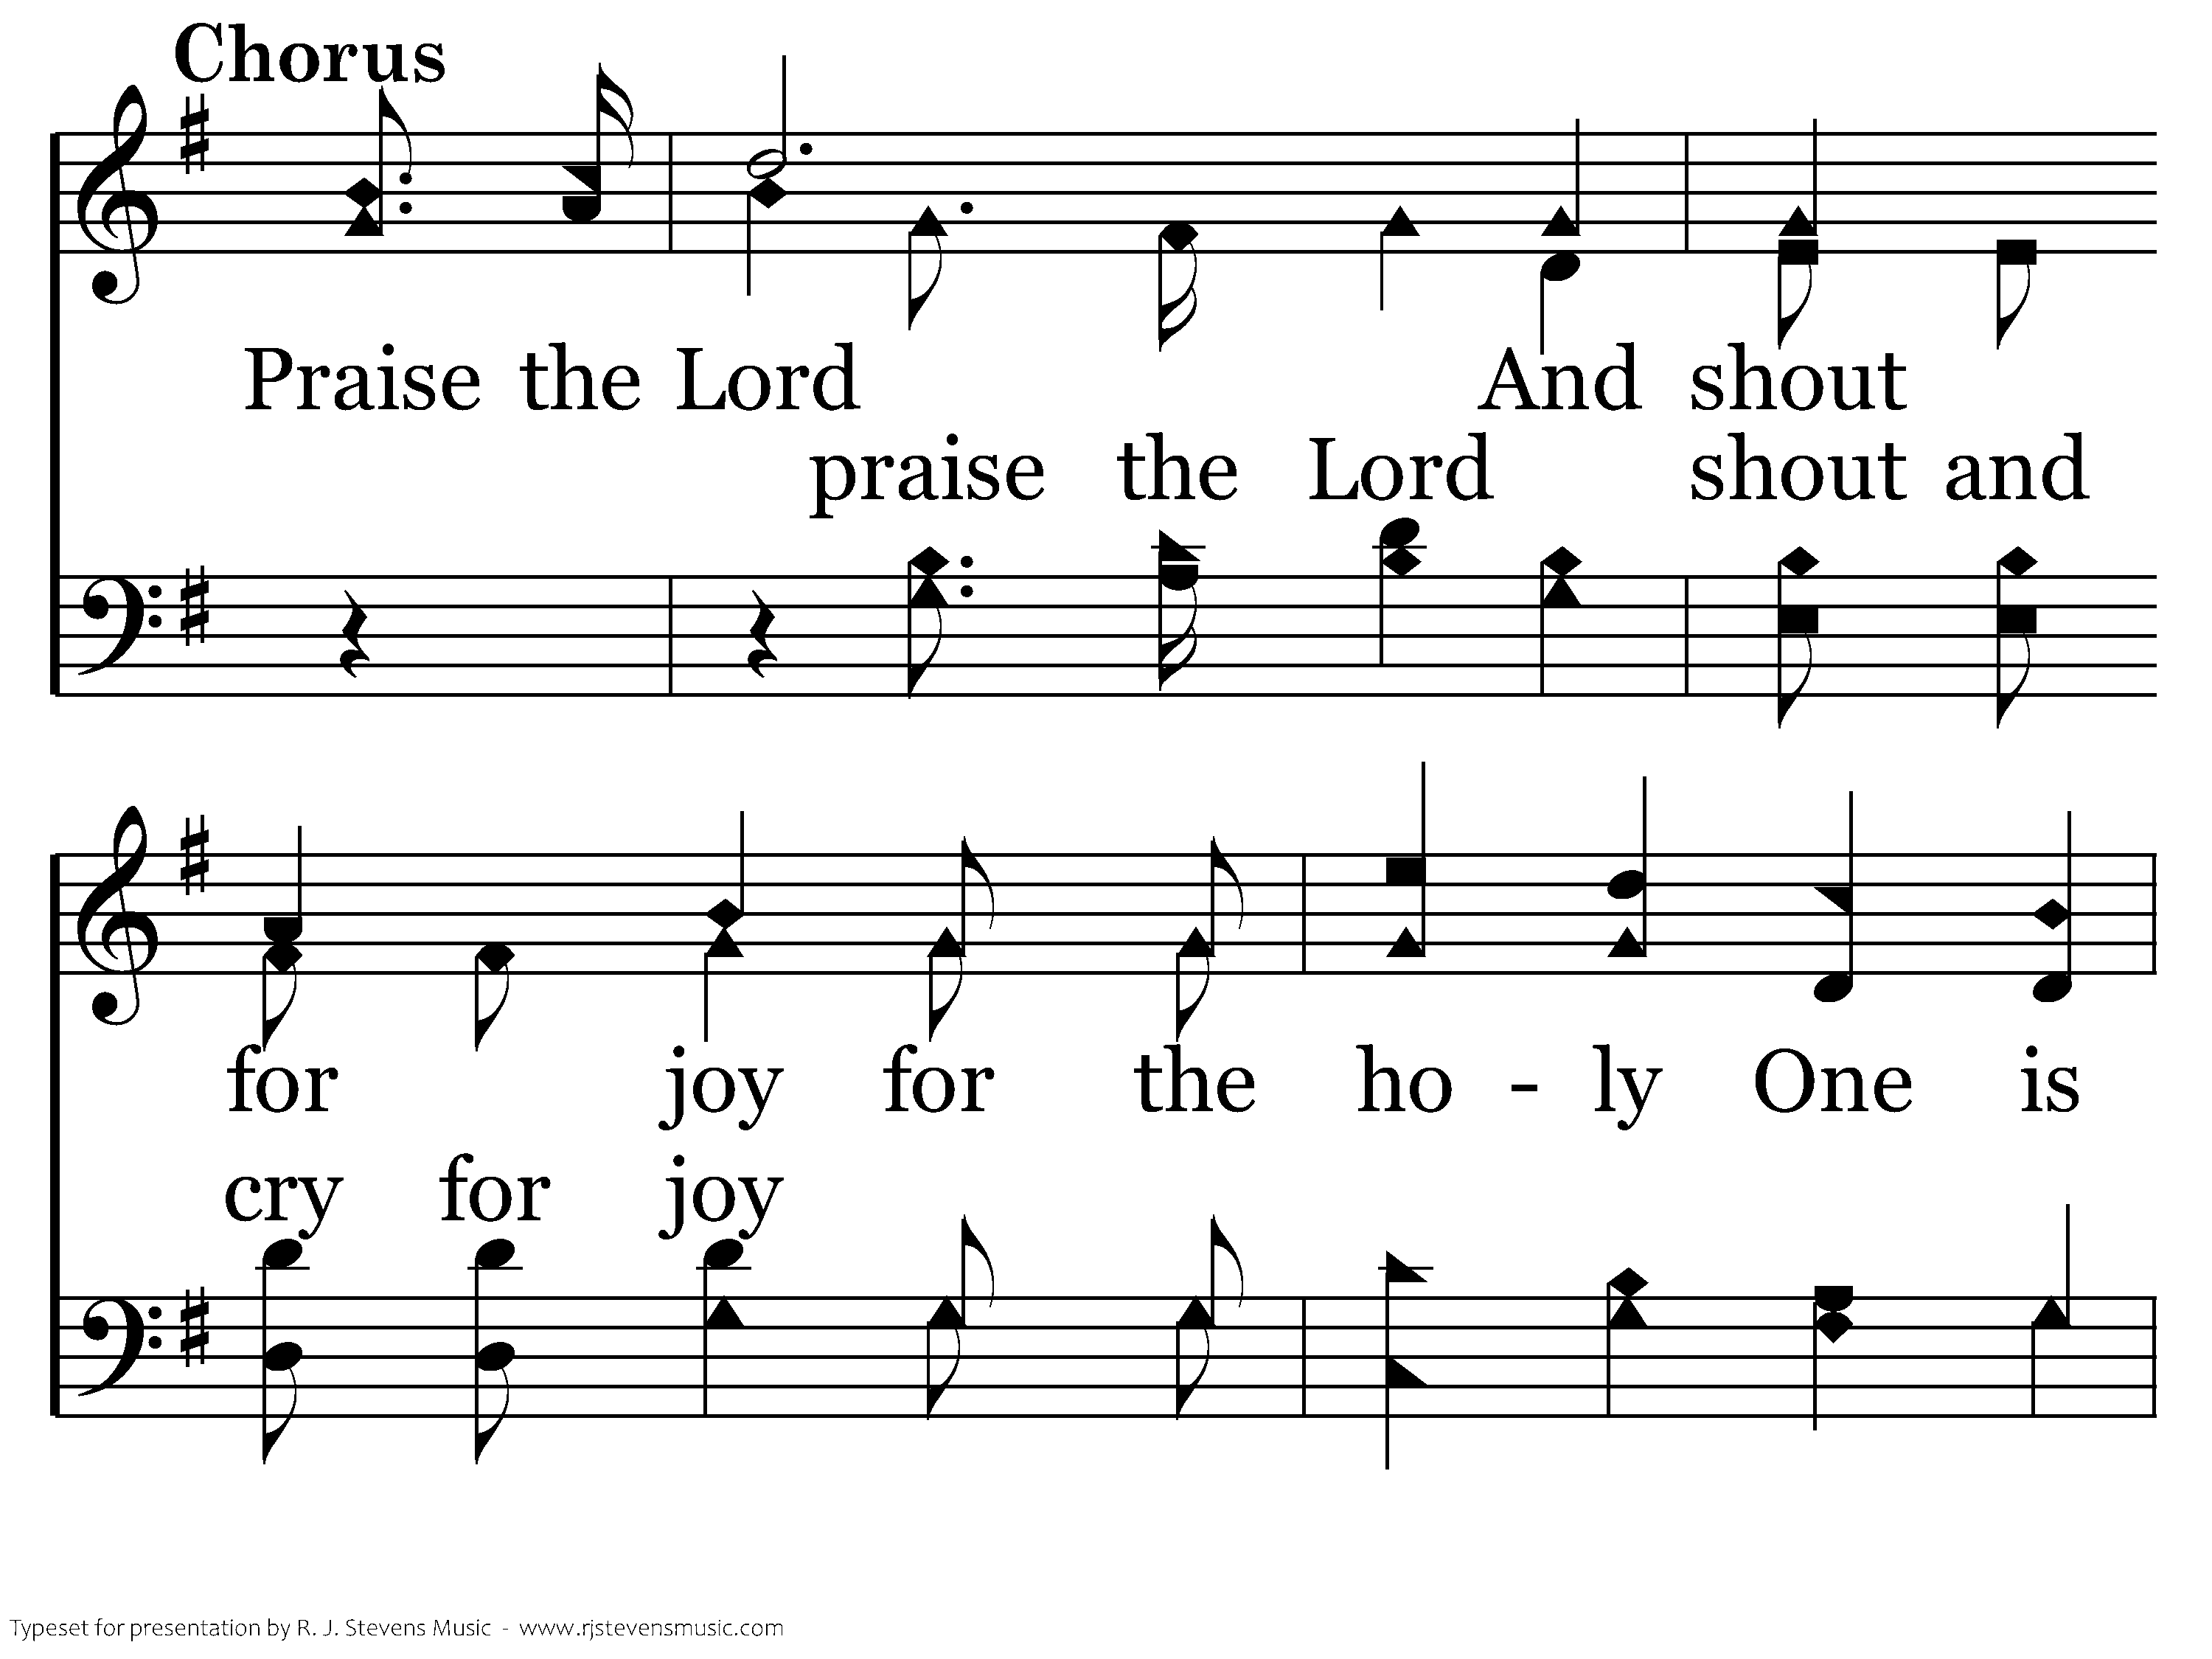 Chorus
Praise the Lord And shout
praise the Lord shout and
for joy for the ho - ly One is
cry for joy
Typeset for presentation by R. J. Stevens Music - www.rjstevensmusic.com